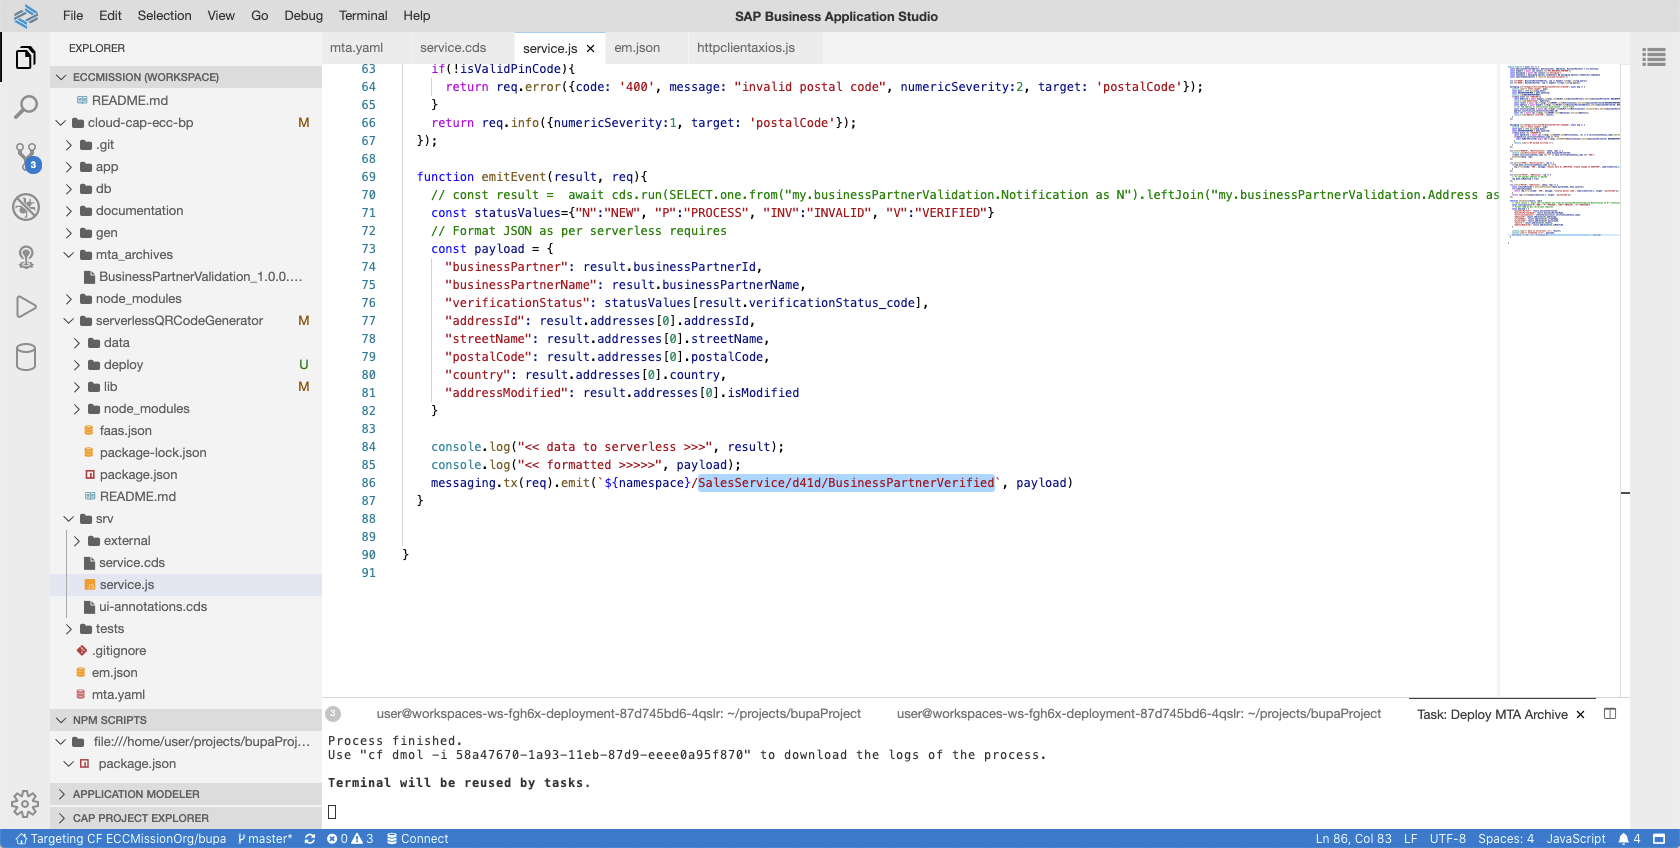 File Edit Selection View Go Debug Terminal Help
SAP Business Application Studio
EXPLORER
ECCMISSION (WORKSPACE)
README.md
cloud-cap-ecc-bp M
.git
app
db
documentation
gen
mta_archives
BusinessPartnerValidation_1.0.0....
node_modules
serverlessQRCodeGenerator M
data
deploy U
lib M
node_modules
faas.json
package-lock.json
package.json
README.md
srv
external
service.cds
service.js
ui-annotations.cds
tests
.gitignore
em.json
mta.yaml
NPM SCRIPTS
file:///home/user/projects/bupaProj...
package.json
APPLICATION MODELER
CAP PROJECT EXPLORER
3
mta.yaml service.cds service.js × em.json httpclientaxios.js
63 if(!isValidPinCode){
64 return req.error({code: '400', message: "invalid postal code", numericSeverity:2, target: 'postalCode'});
65 }
66 return req.info({numericSeverity:1, target: 'postalCode'});
67 });
68
69 function emitEvent(result, req){
70 // const result =  await cds.run(SELECT.one.from("my.businessPartnerValidation.Notification as N").leftJoin("my.businessPartnerValidation.Address as
71 const statusValues={"N":"NEW", "P":"PROCESS", "INV":"INVALID", "V":"VERIFIED"}
72 // Format JSON as per serverless requires
73 const payload = {
74 "businessPartner": result.businessPartnerId,
75 "businessPartnerName": result.businessPartnerName,
76 "verificationStatus": statusValues[result.verificationStatus_code],
77 "addressId": result.addresses[0].addressId,
78 "streetName": result.addresses[0].streetName,
79 "postalCode": result.addresses[0].postalCode,
80 "country": result.addresses[0].country,
81 "addressModified": result.addresses[0].isModified
82 }
83
84 console.log("<< data to serverless >>>", result);
85 console.log("<< formatted >>>>>", payload);
86 messaging.tx(req).emit(`${namespace}/SalesService/d41d/BusinessPartnerVerified`, payload)
87 }
88
89
90 }
91
3 user@workspaces-ws-fgh6x-deployment-87d745bd6-4qslr: ~/projects/bupaProject user@workspaces-ws-fgh6x-deployment-87d745bd6-4qslr: ~/projects/bupaProject Task: Deploy MTA Archive ×
Process finished.
Use "cf dmol -i 58a47670-1a93-11eb-87d9-eeee0a95f870" to download the logs of the process.
Terminal will be reused by tasks.
Targeting CF ECCMissionOrg/bupa master* 0 3 Connect Ln 86, Col 83 LF UTF-8 Spaces: 4 JavaScript 4